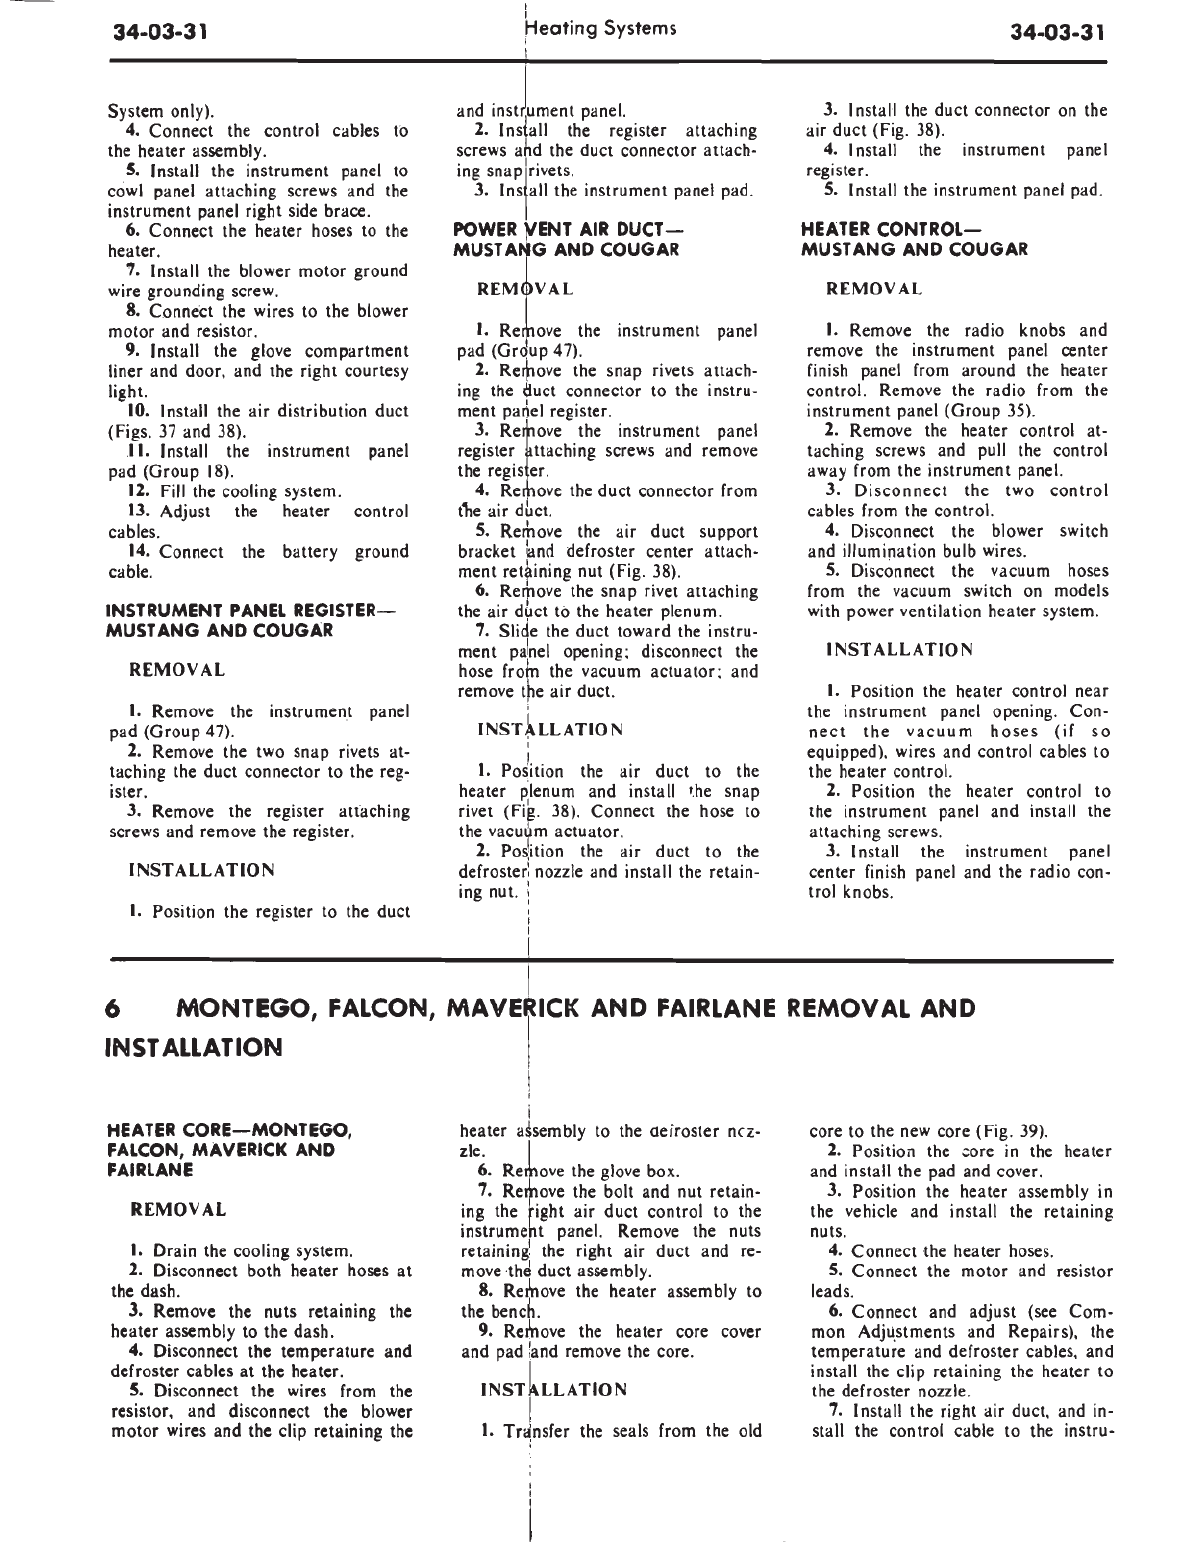 34-03-31
Heating Systems
34-03-31
System only).
4. Connect the control cables to
the heater assembly.
5. Install the instrument panel to
cowl panel attaching screws and the
instrument panel right side brace.
6. Connect the heater hoses to the
heater.
7. Install the blower motor ground
wire grounding screw.
8. Connect the wires to the blower
motor and resistor.
9. Install the glove compartment
liner and door, and the right courtesy
light.
10. Install the air distribution duct
(Figs. 37 and 38).
11. Install the instrument panel
pad (Group 18).
12. Fill the cooling system.
13. Adjust the heater control
cables.
14. Connect the battery ground
cable.
INSTRUMENT PANEL REGISTER—
MUSTANG AND COUGAR
REMOVAL
1. Remove the instrument panel
pad (Group 47).
2. Remove the two snap rivets at-
taching the duct connector to the reg-
ister.
3. Remove the register attaching
screws and remove the register.
INSTALLATION
1. Position the register to the duct
and instrument panel.
2. Install the register attaching
screws and the duct connector attach-
ing snap rivets.
3. Install the instrument panel pad.
POWER VENT AIR DUCT—
MUSTANG AND COUGAR
REMOVAL
1. Remove the instrument panel
pad (Group 47).
2. Remove the snap rivets attach-
ing the duct connector to the instru-
ment panel register.
3. Remove the instrument panel
register attaching screws and remove
the register.
4. Remove the duct connector from
the air duct.
5. Remove the air duct support
bracket and defroster center attach-
ment retaining nut (Fig. 38).
6. Remove the snap rivet attaching
the air duct to the heater plenum.
7. Slide the duct toward the instru-
ment panel opening; disconnect the
hose from the vacuum actuator; and
remove the air duct.
INSTALLATION
1. Position the air duct to the
heater plenum and install the snap
rivet (Fig. 38). Connect the hose to
the vacuum actuator.
2. Position the air duct to the
defroster nozzle and install the retain-
ing nut.
3. Install the duct connector on the
air duct (Fig. 38).
4. Install the instrument panel
register.
5. Install the instrument panel pad.
HEATER CONTROL—
MUSTANG AND COUGAR
REMOVAL
1. Remove the radio knobs and
remove the instrument panel center
finish panel from around the heater
control. Remove the radio from the
instrument panel (Group 35).
2. Remove the heater control at-
taching screws and pull the control
away from the instrument panel.
3. Disconnect the two control
cables from the control.
4. Disconnect the blower switch
and illumination bulb wires.
5. Disconnect the vacuum hoses
from the vacuum switch on models
with power ventilation heater system.
INSTALLATION
1. Position the heater control near
the instrument panel opening. Con-
nect the vacuum hoses (if so
equipped), wires and control cables to
the heater control.
2. Position the heater control to
the instrument panel and install the
attaching screws.
3. Install the instrument panel
center finish panel and the radio con-
trol knobs.
6 MONTEGO, FALCON, MAVERICK AND FAIRLANE REMOVAL AND
INSTALLATION
HEATER CORE—MONTEGO,
FALCON, MAVERICK AND
FAIRLANE
REMOVAL
1. Drain the cooling system.
2. Disconnect both heater hoses at
the dash.
3. Remove the nuts retaining the
heater assembly to the dash.
4. Disconnect the temperature and
defroster cables at the heater.
5. Disconnect the wires from the
resistor, and disconnect the blower
motor wires and the clip retaining the
heater assembly to the defroster noz-
zle.
6. Remove the glove box.
7. Remove the bolt and nut retain-
ing the right air duct control to the
instrument panel. Remove the nuts
retaining the right air duct and re-
move the duct assembly.
8. Remove the heater assembly to
the bench.
9. Remove the heater core cover
and pad and remove the core.
INSTALLATION
1. Transfer the seals from the old
core to the new core (Fig. 39).
2. Position the core in the heater
and install the pad and cover.
3. Position the heater assembly in
the vehicle and install the retaining
nuts.
4. Connect the heater hoses.
5. Connect the motor and resistor
leads.
6. Connect and adjust (see Com-
mon Adjustments and Repairs), the
temperature and defroster cables, and
install the clip retaining the heater to
the defroster nozzle.
7. Install the right air duct, and in-
stall the control cable to the instru-